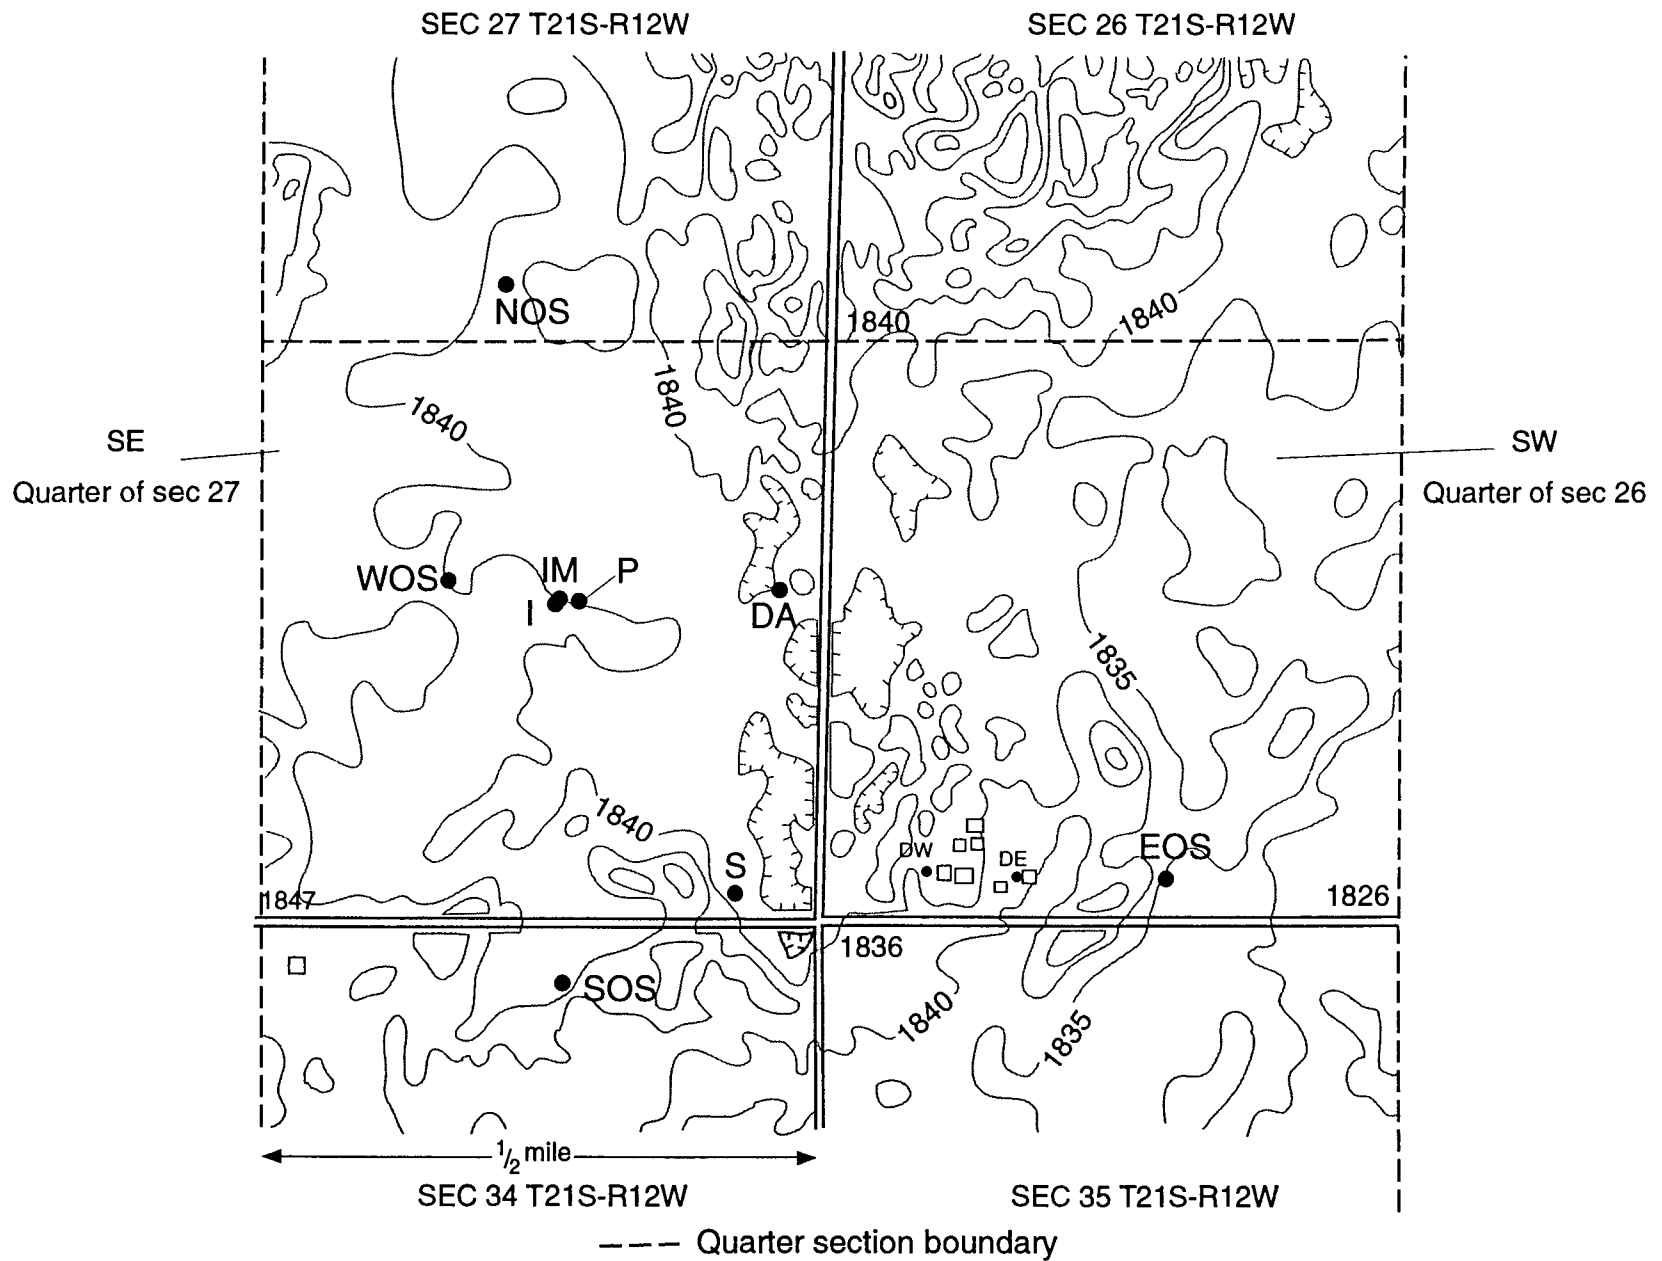 SEC 27 T21S-R12W
SEC 26 T21S-R12W
NOS
1840
1840
1840
1840
SE
Quarter of sec 27
SW
Quarter of sec 26
WOS
IM
P
I
DA
1835
1840
S
DW
DE
EOS
1847
1826
1836
SOS
1840
1835
1/2 mile
SEC 34 T21S-R12W
SEC 35 T21S-R12W
Quarter section boundary